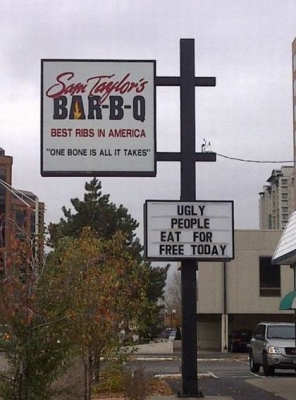 Sam Taylor's
BAR-B-Q
BEST RIBS IN AMERICA
"ONE BONE IS ALL IT TAKES"
UGLY
PEOPLE
EAT FOR
FREE TODAY